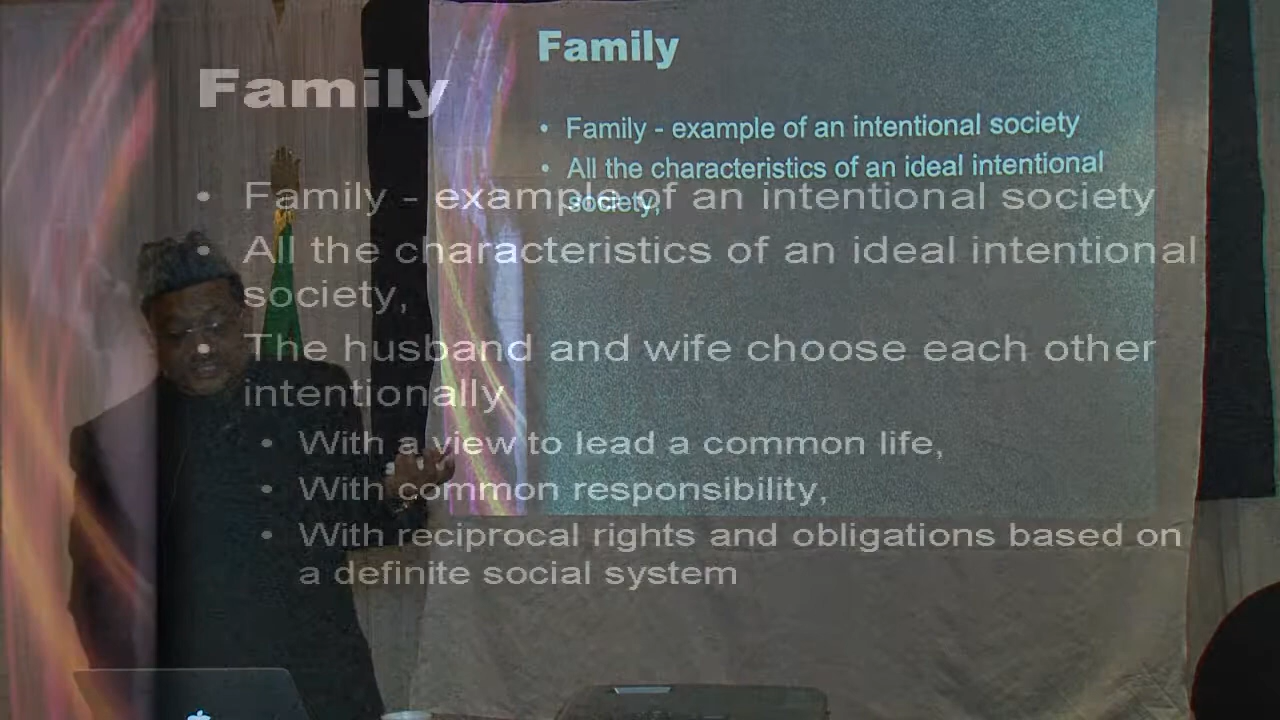 Family
• Family - example of an intentional society
• All the characteristics of an ideal intentional
society,
Family
• Family - example of an intentional society
• All the characteristics of an ideal intentional
society,
• The husband and wife choose each other
intentionally
• With a view to lead a common life,
• With common responsibility,
• With reciprocal rights and obligations based on
a definite social system